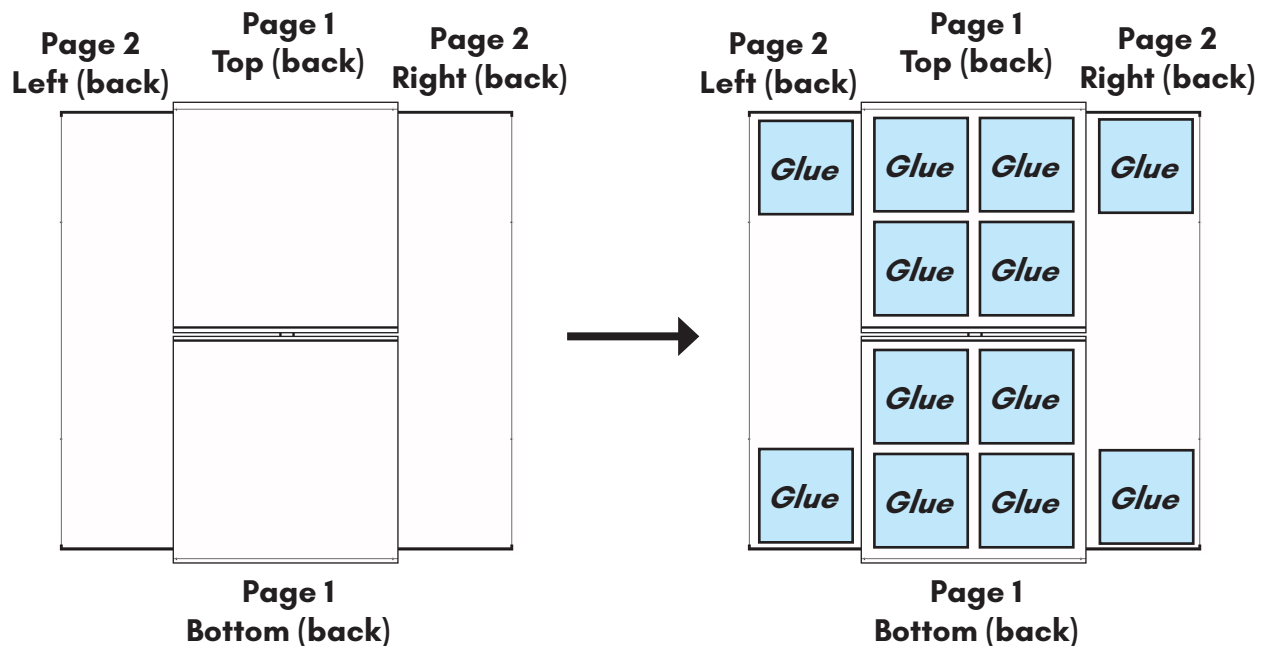 Page 2
Left (back)
Page 1
Top (back)
Page 2
Right (back)
Page 1
Bottom (back)
Page 2
Left (back)
Page 1
Top (back)
Page 2
Right (back)
Glue
Glue
Glue
Glue
Glue
Glue
Glue
Glue
Glue
Glue
Glue
Glue
Page 1
Bottom (back)